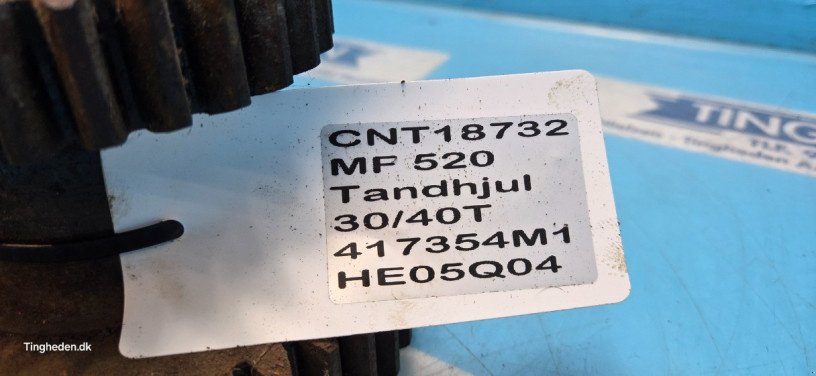 CNT18732
MF 520
Tandhjul
30/40T
417354M1
HE05Q04
TING
Tingheden.dk